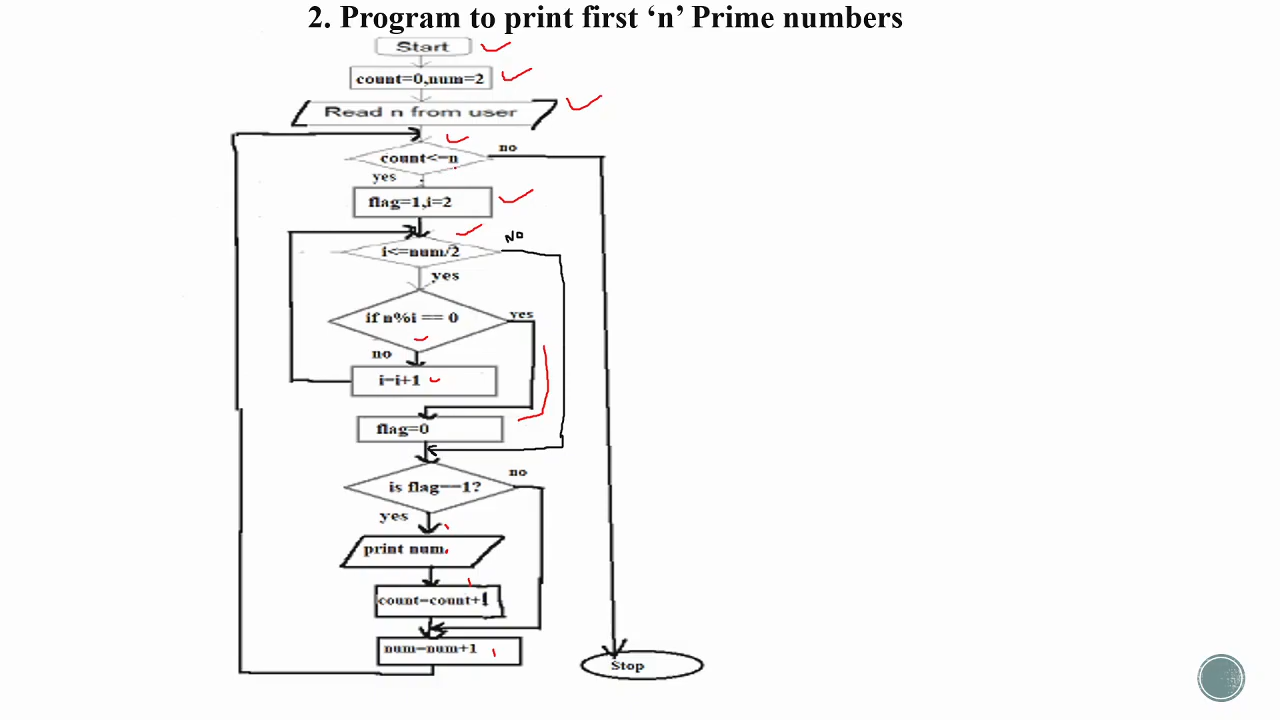 2. Program to print first ‘n’ Prime numbers
Start
count=0,num=2
Read n from user
count<=n
no
yes
flag=1,i=2
i<=num/2
No
yes
if n%i == 0
yes
no
i=i+1
flag=0
is flag==1?
no
yes
print num.
count=count+1
num=num+1
Stop